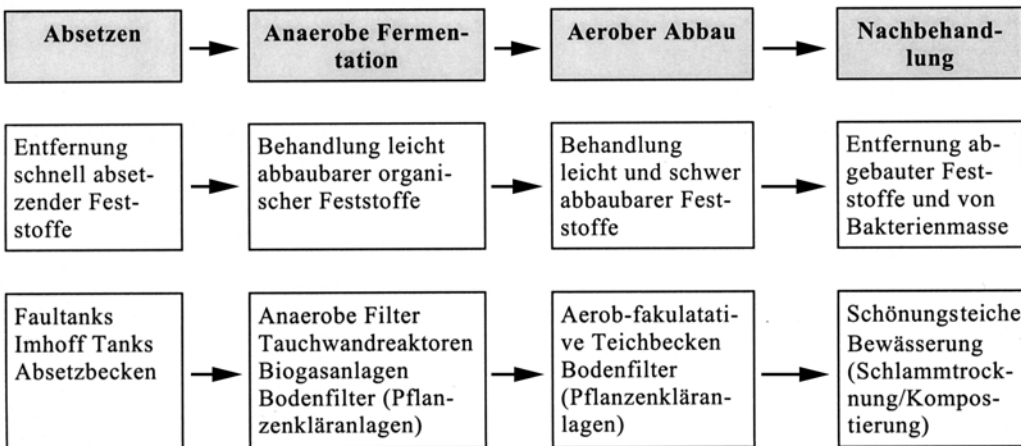 Absetzen
Anaerobe Fermen-
tation
Aerober Abbau
Nachbehand-
lung
Entfernung
schnell abset-
zender Fest-
stoffe
Behandlung leicht
abbaubarer organi-
scher Feststoffe
Behandlung
leicht und schwer
abbaubarer Fest-
stoffe
Entfernung ab-
gebauter Fest-
stoffe und von
Bakterienmasse
Faultanks
Imhoff Tanks
Absetzbecken
Anaerobe Filter
Tauchwandreaktoren
Biogasanlagen
Bodenfilter (Pflan-
zenkläranlagen)
Aerob-fakulatati-
ve Teichbecken
Bodenfilter
(Pflanzenkläran-
lagen)
Schönungsteiche
Bewässerung
(Schlammtrock-
nung/Kompos-
tierung)